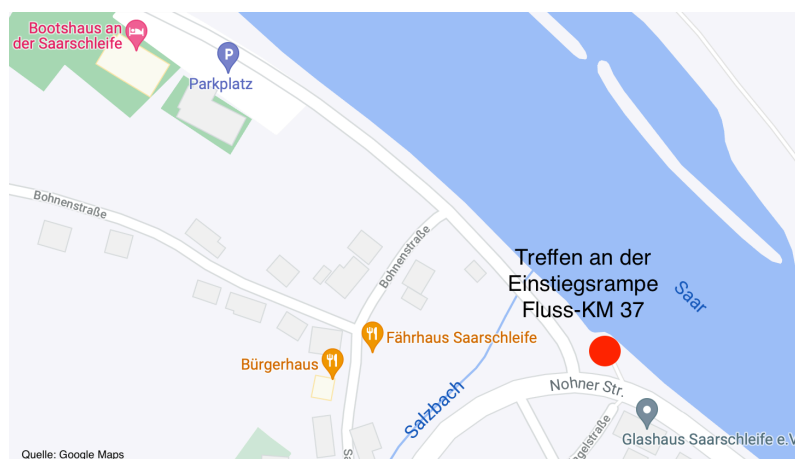 Bootshaus an
der Saarschleife
P
Parkplatz
Bohnenstraße
Bohnenstraße
Treffen an der
Einstiegsrampe
Fluss-KM 37
Saar
Fährhaus Saarschleife
Bürgerhaus
Salzbach
Nohner Str.
Glashaus Saarschleife e.V
Quelle: Google Maps